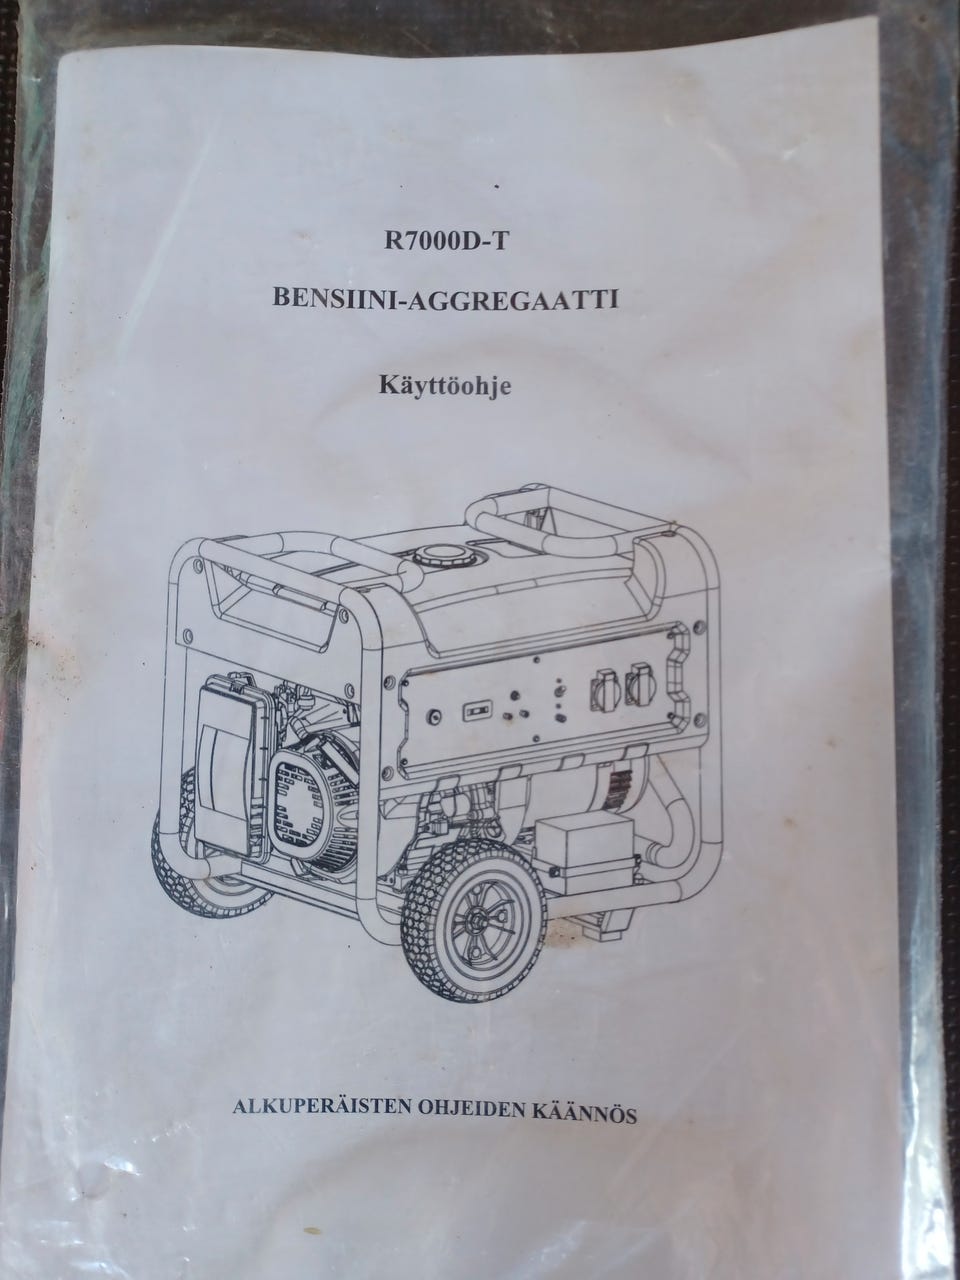 R7000D-T
BENSIINI-AGGREGAATTI
Käyttöohje
ALKUPERÄISTEN OHJEIDEN KÄÄNNÖS